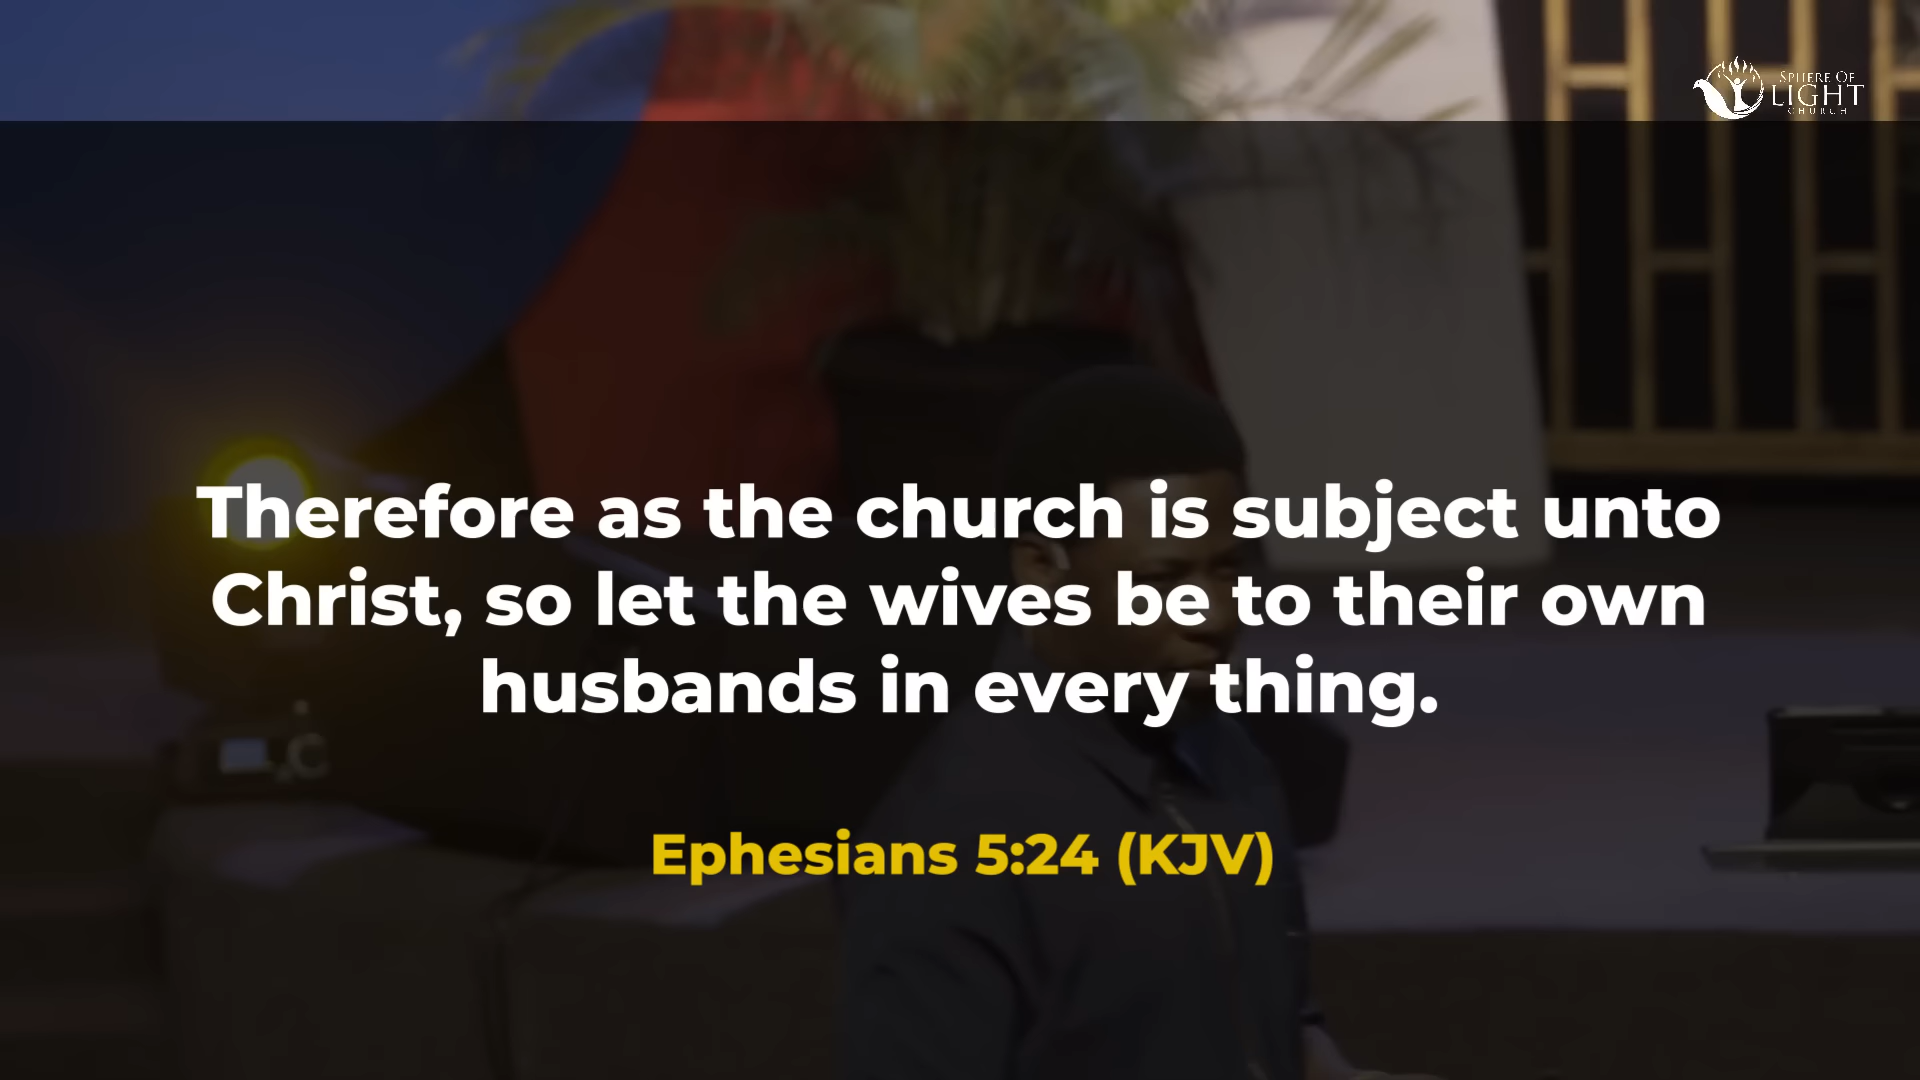 SPHERE OF
LIGHT
CHURCH
Therefore as the church is subject unto
Christ, so let the wives be to their own
husbands in every thing.
Ephesians 5:24 (KJV)